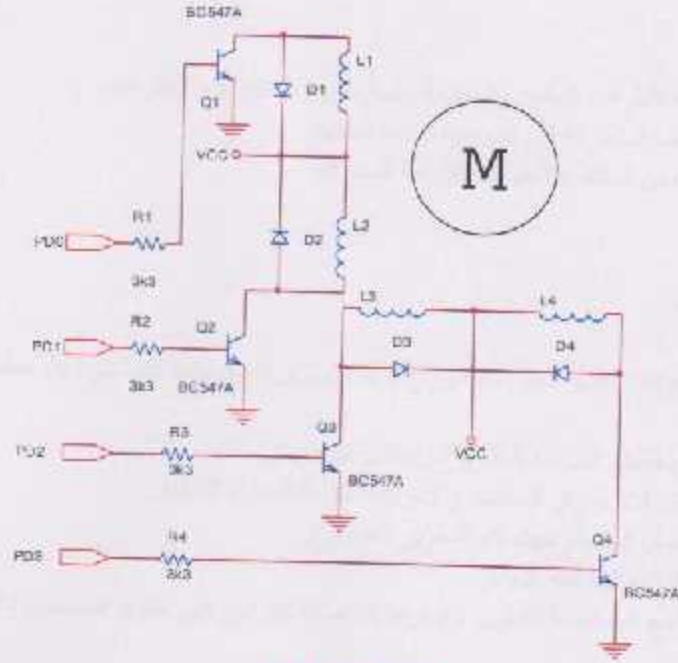 BC547A
L1
D1
Q1
VCC
M
R1
L2
PD0
D2
3k3
L3
L4
R2
Q2
PD1
D3
D4
3k3
BC547A
Q3
R3
PD2
VCC
3k3
BC547A
R4
Q4
PD3
3k3
BC547A